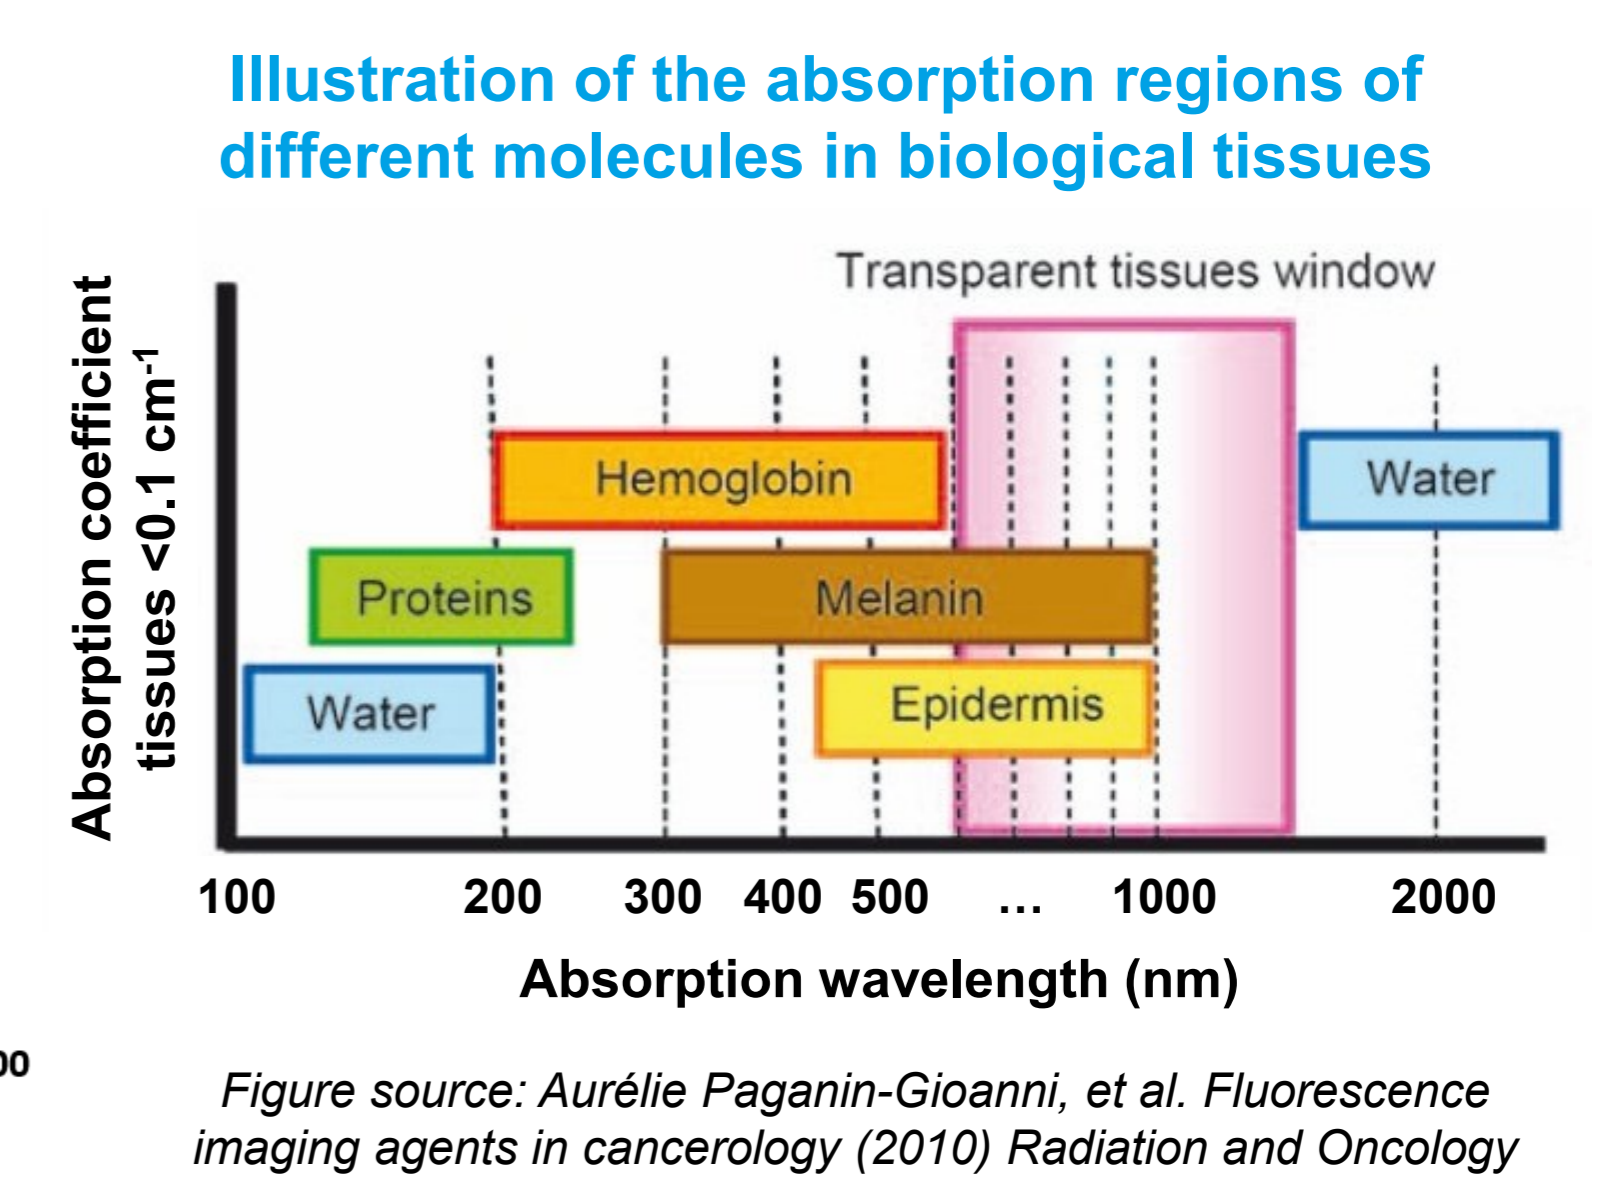 Illustration of the absorption regions of
different molecules in biological tissues
Transparent tissues window
Absorption coefficient
tissues <0.1 cm-1
Hemoglobin
Water
Proteins
Melanin
Water
Epidermis
100 200 300 400 500 … 1000 2000
Absorption wavelength (nm)
00
Figure source: Aurélie Paganin-Gioanni, et al. Fluorescence
imaging agents in cancerology (2010) Radiation and Oncology